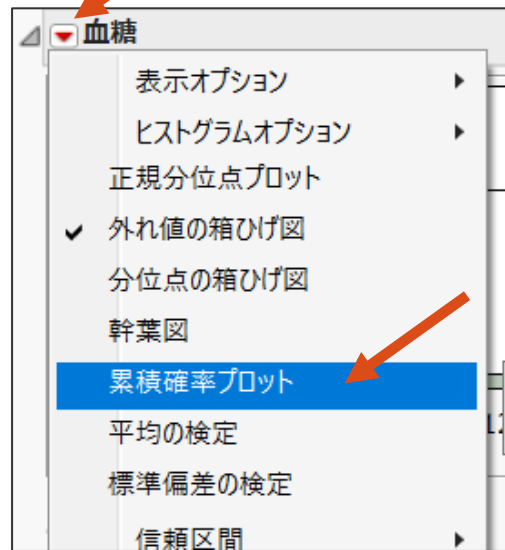 血糖
表示オプション
ヒストグラムオプション
正規分位点プロット
外れ値の箱ひげ図
分位点の箱ひげ図
幹葉図
累積確率プロット
平均の検定
標準偏差の検定
信頼区間